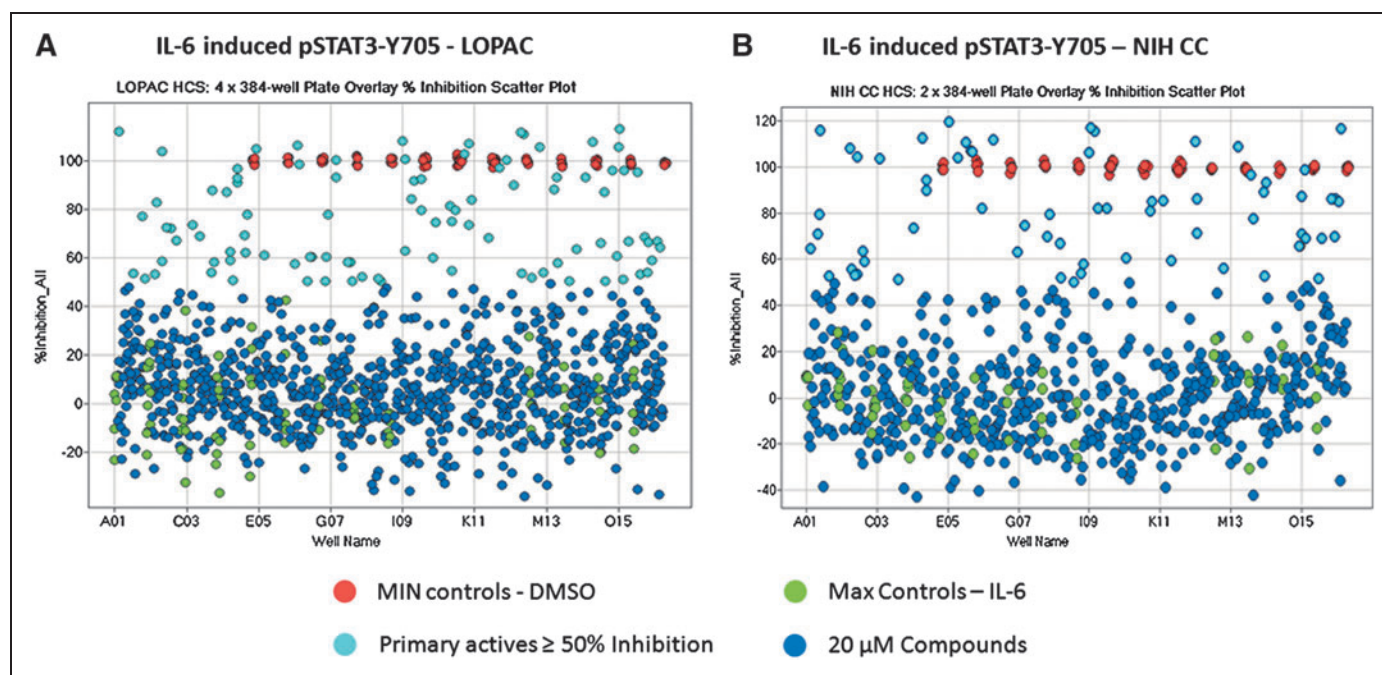 A
IL-6 induced pSTAT3-Y705 - LOPAC
LOPAC HCS: 4 x 384-well Plate Overlay % Inhibition Scatter Plot
%Inhibition_All
100
80
60
40
20
0
-20
A01 C03 E05 G07 I09 K11 M13 O15
Well Name
B
IL-6 induced pSTAT3-Y705 – NIH CC
NIH CC HCS: 2 x 384-well Plate Overlay % Inhibition Scatter Plot
%Inhibition_All
120
100
80
60
40
20
0
-20
-40
A01 C03 E05 G07 I09 K11 M13 O15
Well Name
MIN controls - DMSO
Max Controls – IL-6
Primary actives ≥ 50% Inhibition
20 µM Compounds